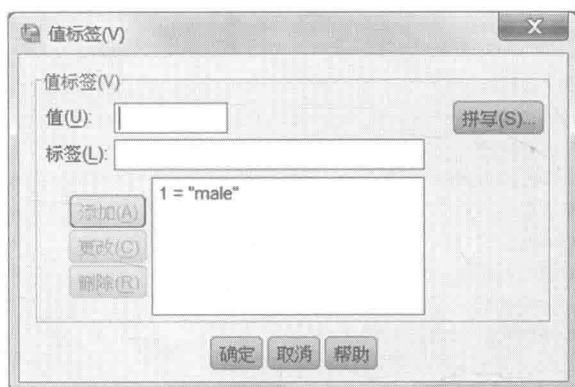 值标签(V)
值标签(V)
值(U):
拼写(S)...
标签(L):
1 = "male"
添加(A)
更改(C)
删除(R)
确定 取消 帮助